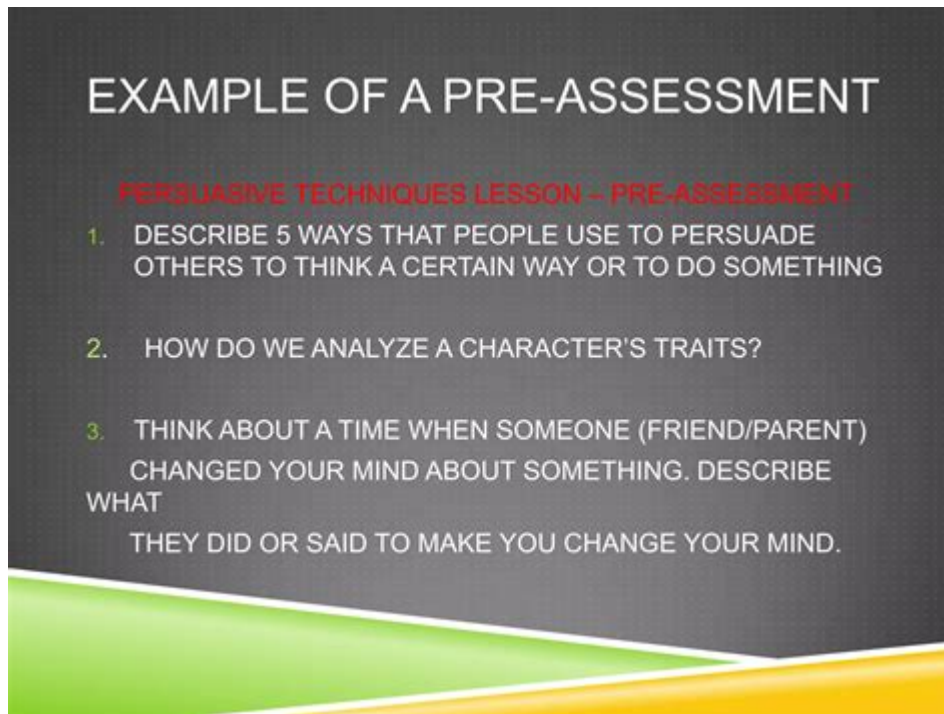 EXAMPLE OF A PRE-ASSESSMENT
PERSUASIVE TECHNIQUES LESSON – PRE-ASSESSMENT
1. DESCRIBE 5 WAYS THAT PEOPLE USE TO PERSUADE
OTHERS TO THINK A CERTAIN WAY OR TO DO SOMETHING
2. HOW DO WE ANALYZE A CHARACTER'S TRAITS?
3. THINK ABOUT A TIME WHEN SOMEONE (FRIEND/PARENT)
CHANGED YOUR MIND ABOUT SOMETHING. DESCRIBE
WHAT
THEY DID OR SAID TO MAKE YOU CHANGE YOUR MIND.